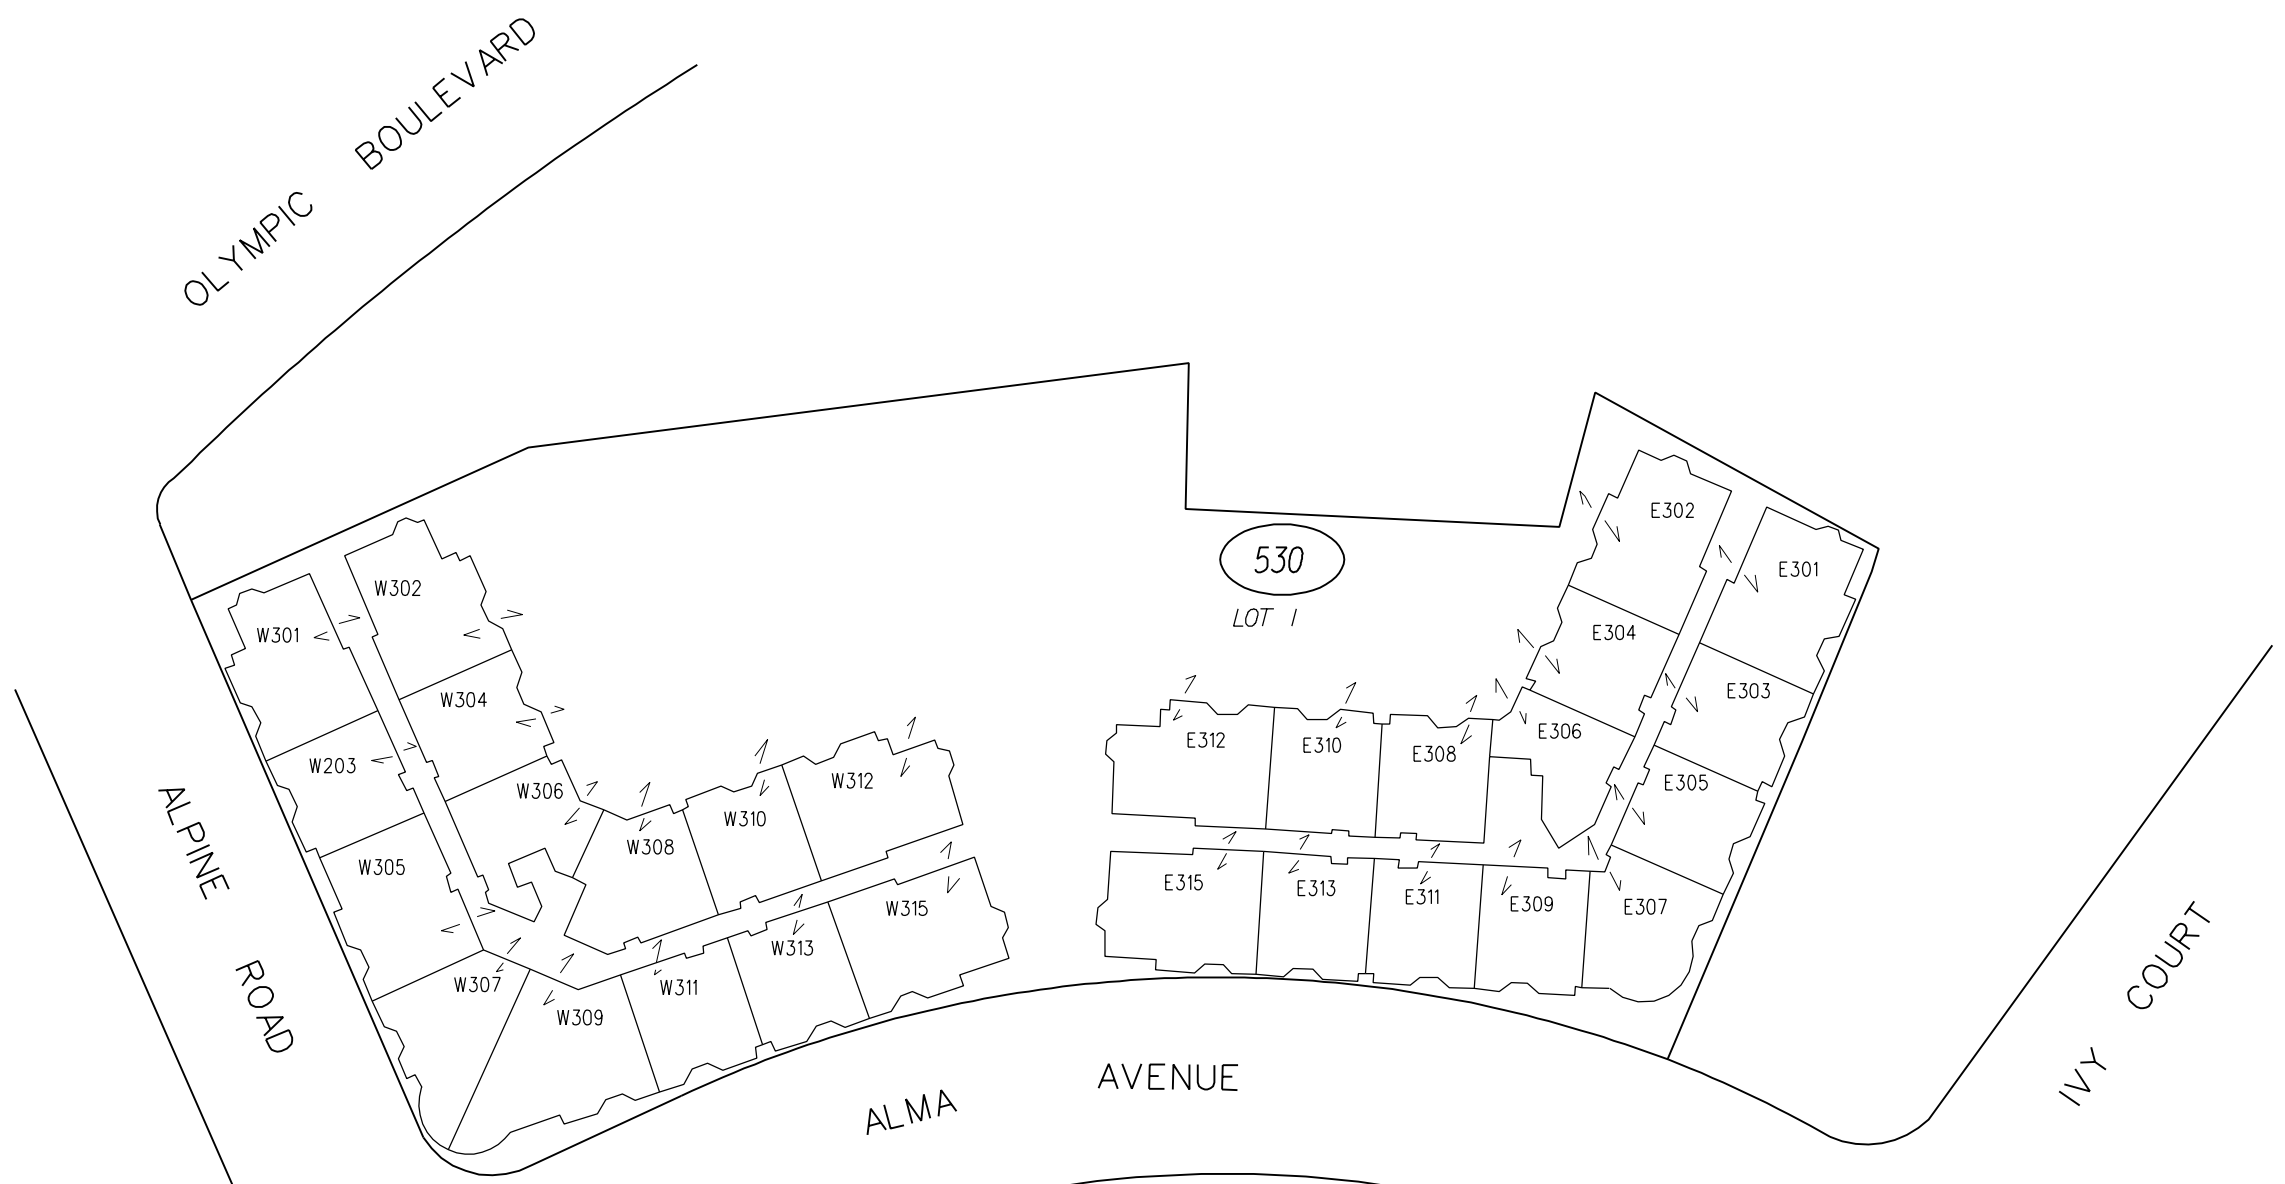 OLYMPIC BOULEVARD
530
LOT 1
E302
E301
W302
W301
E304
E303
W304
E312
E310
E308
E306
E305
W203
W306
W312
W310
W308
W305
E315
E313
E311
E309
E307
W315
W313
W311
W307
W309
ALPINE ROAD
ALMA AVENUE
IVY COURT